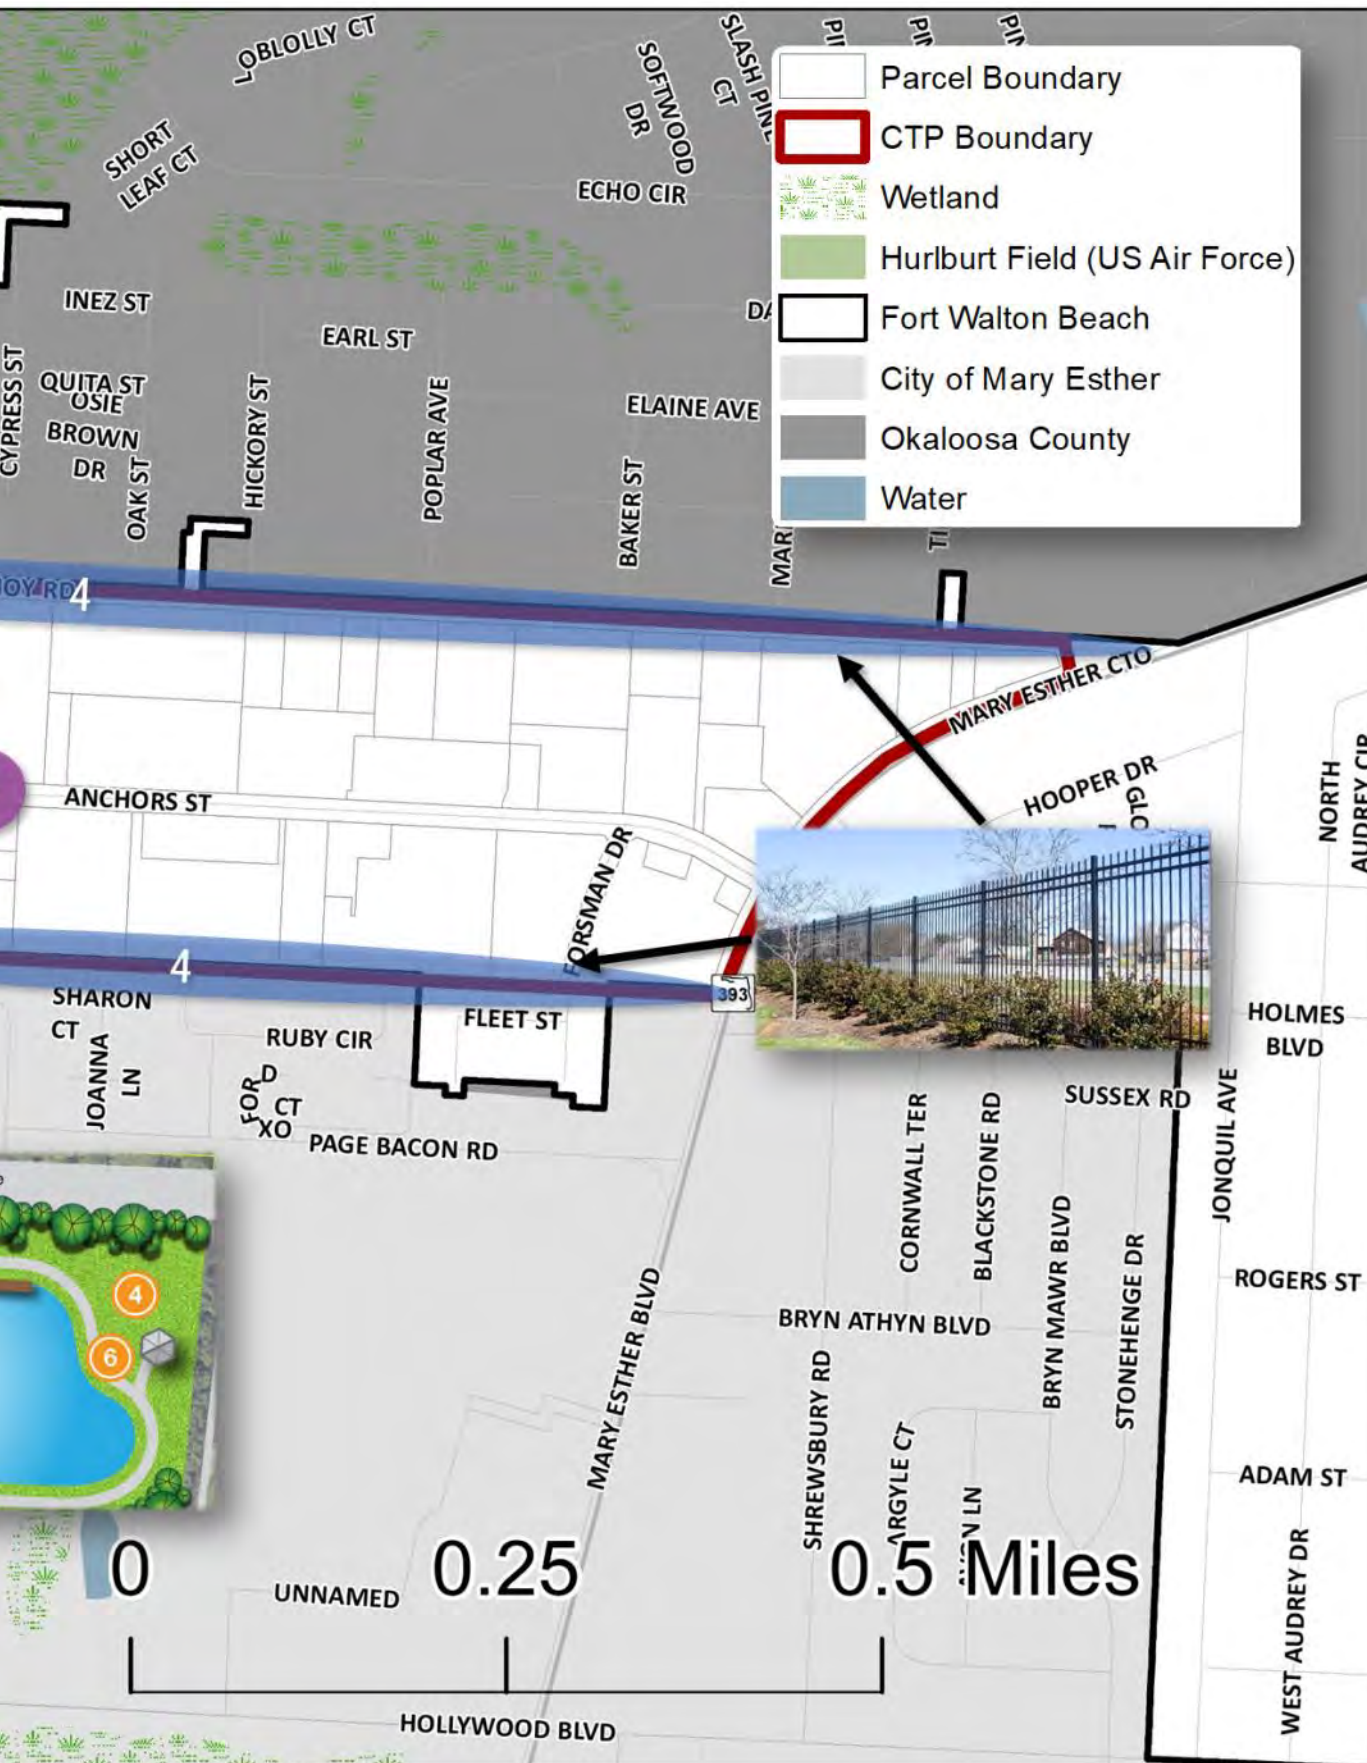 LOBLOLLY CT
SHORT
LEAF CT
SOFTWOOD
DR
SLASH PINE
CT
ECHO CIR
Parcel Boundary
CTP Boundary
Wetland
Hurlburt Field (US Air Force)
Fort Walton Beach
City of Mary Esther
Okaloosa County
Water
INEZ ST
EARL ST
CYPRESS ST
QUITA ST
OSIE
BROWN
DR
OAK ST
HICKORY ST
POPLAR AVE
ELAINE AVE
BAKER ST
4
MARY ESTHER CTO
HOOPER DR
ANCHORS ST
FORSMAN DR
NORTH
AUDREY CIR
4
393
SHARON
CT
JOANNA
LN
RUBY CIR
FLEET ST
FOR
D
CT
XO
PAGE BACON RD
HOLMES
BLVD
SUSSEX RD
JONQUIL AVE
CORNWALL TER
BLACKSTONE RD
BRYN MAWR BLVD
STONEHENGE DR
ROGERS ST
4
6
MARY ESTHER BLVD
BRYN ATHYN BLVD
SHREWSBURY RD
ARGYLE CT
ADAM ST
WEST AUDREY DR
0 0.25 0.5 Miles
UNNAMED
HOLLYWOOD BLVD